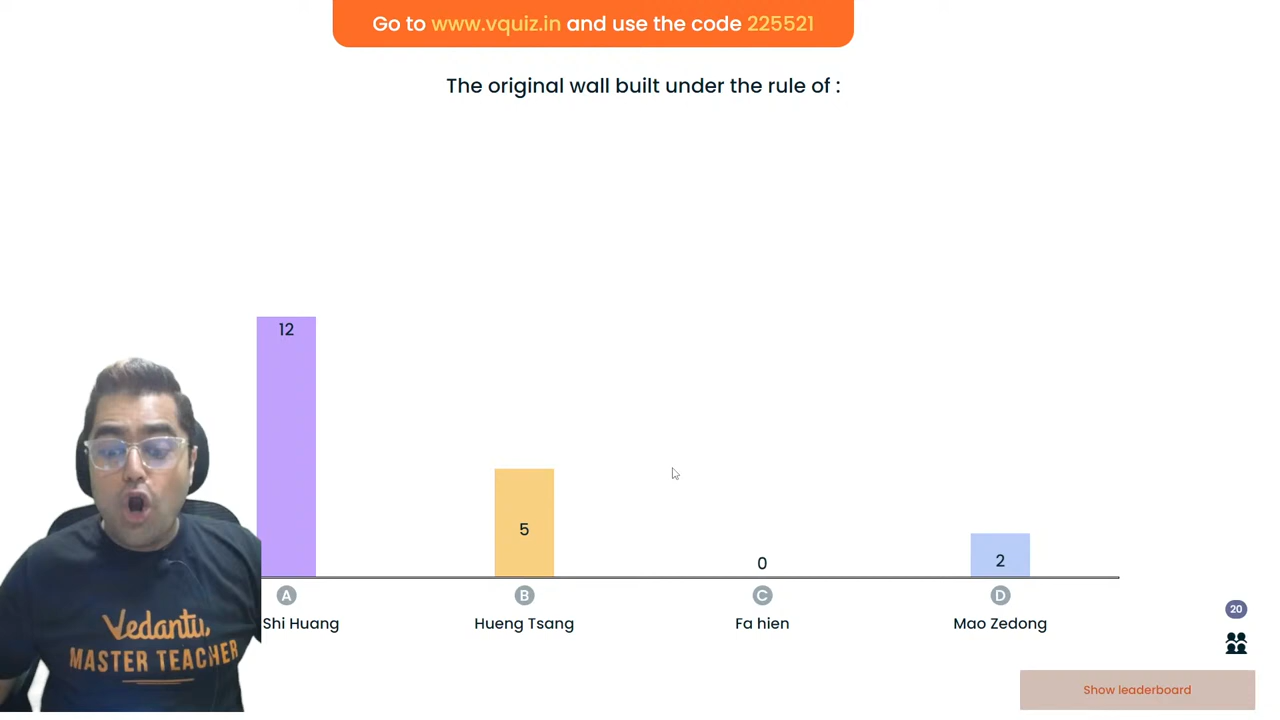 Go to www.vquiz.in and use the code 225521
The original wall built under the rule of :
12
5
0
2
A
B
C
D
Shi Huang
Hueng Tsang
Fa hien
Mao Zedong
20
Vedantu
MASTER TEACHER
Show leaderboard